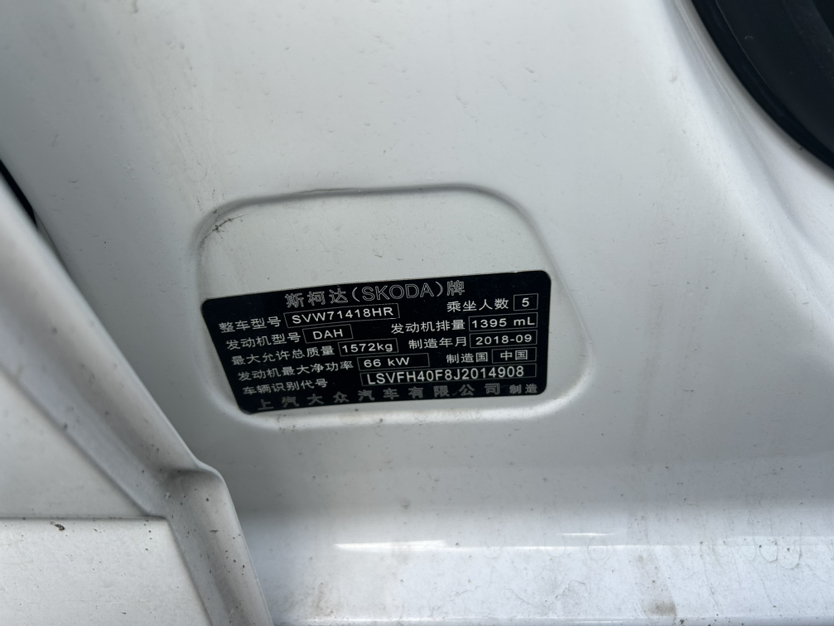 斯柯达(SKODA)牌
整车型号 SVW71418HR 乘坐人数 5
发动机型号 DAH 发动机排量 1395 mL
最大允许总质量 1572kg 制造年月 2018-09
发动机最大净功率 66 kW 制造国 中国
车辆识别代号 LSVFH40F8J2014908
上汽大众汽车有限公司 制造